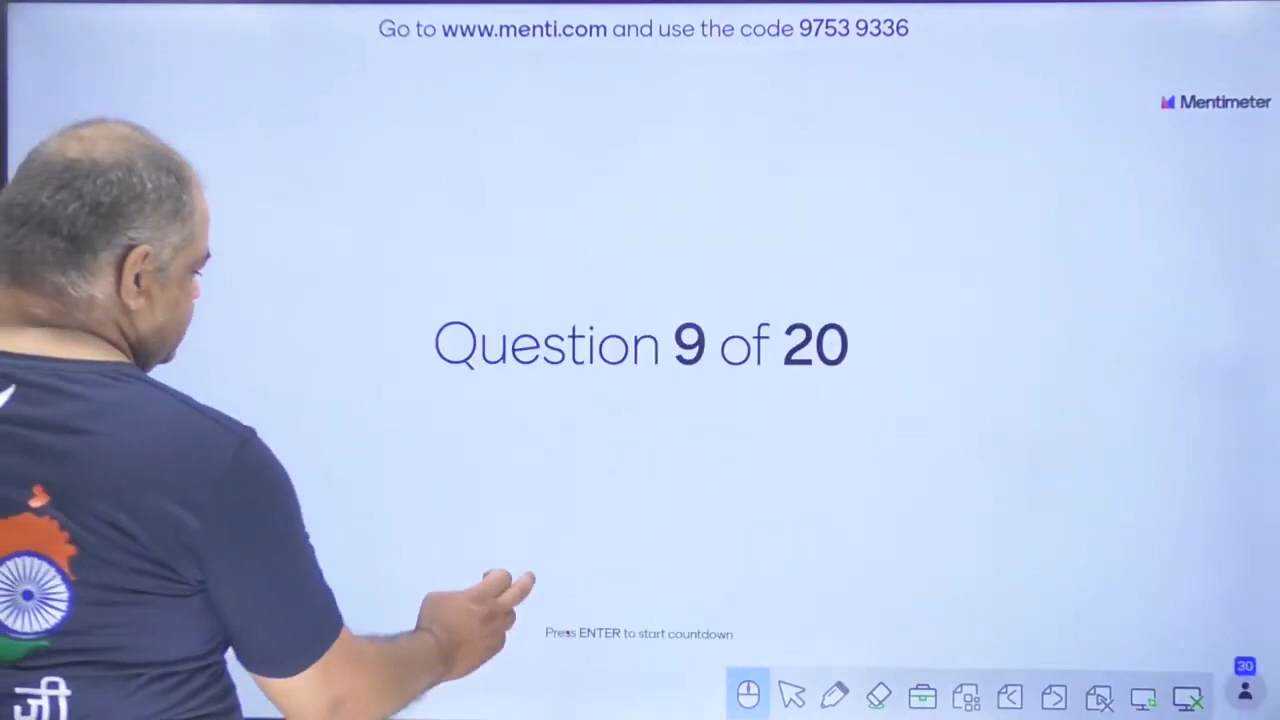 Go to www.menti.com and use the code 9753 9336
Mentimeter
Question 9 of 20
Press ENTER to start countdown
30
जी